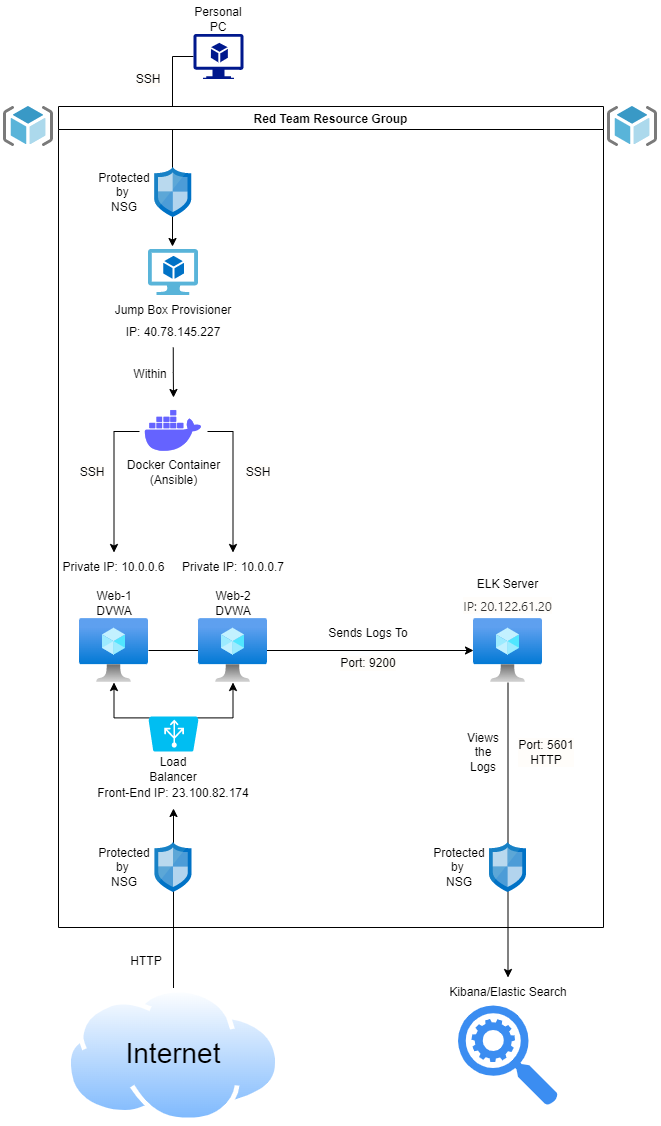 Personal
PC
SSH
Red Team Resource Group
Protected
by
NSG
Jump Box Provisioner
IP: 40.78.145.227
Within
Docker Container
(Ansible)
SSH
SSH
Private IP: 10.0.0.6
Private IP: 10.0.0.7
Web-1
DVWA
Web-2
DVWA
ELK Server
IP: 20.122.61.20
Sends Logs To
Port: 9200
Load
Balancer
Front-End IP: 23.100.82.174
Views
the
Logs
Port: 5601
HTTP
Protected
by
NSG
Protected
by
NSG
HTTP
Internet
Kibana/Elastic Search